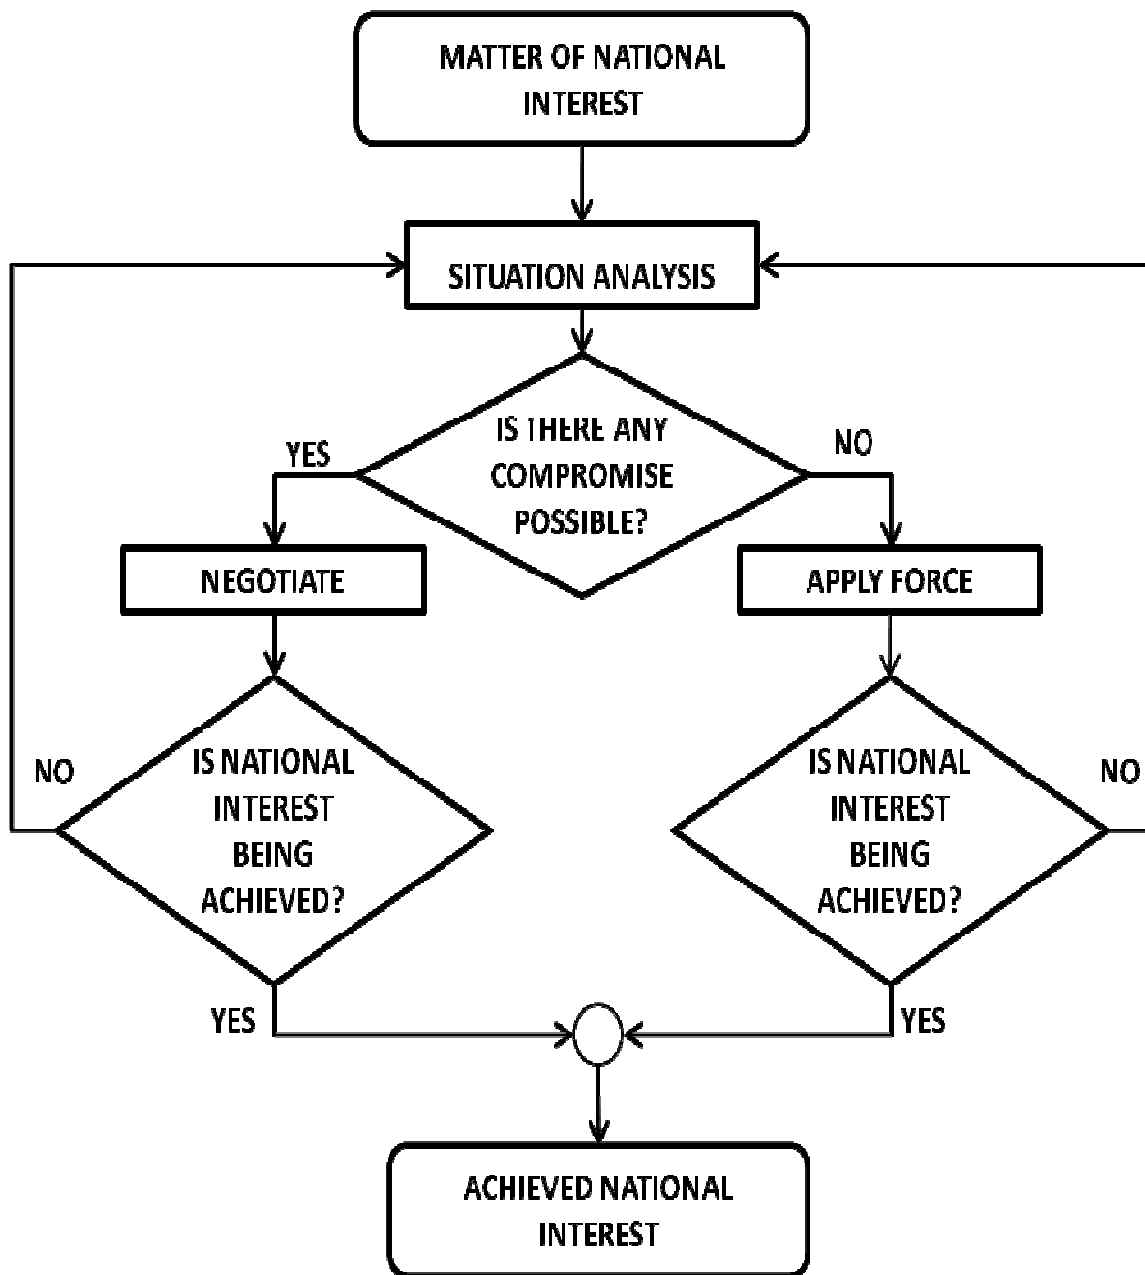 MATTER OF NATIONAL
INTEREST
SITUATION ANALYSIS
IS THERE ANY
COMPROMISE
POSSIBLE?
YES
NO
NEGOTIATE
APPLY FORCE
IS NATIONAL
INTEREST
BEING
ACHIEVED?
NO
YES
IS NATIONAL
INTEREST
BEING
ACHIEVED?
NO
YES
ACHIEVED NATIONAL
INTEREST